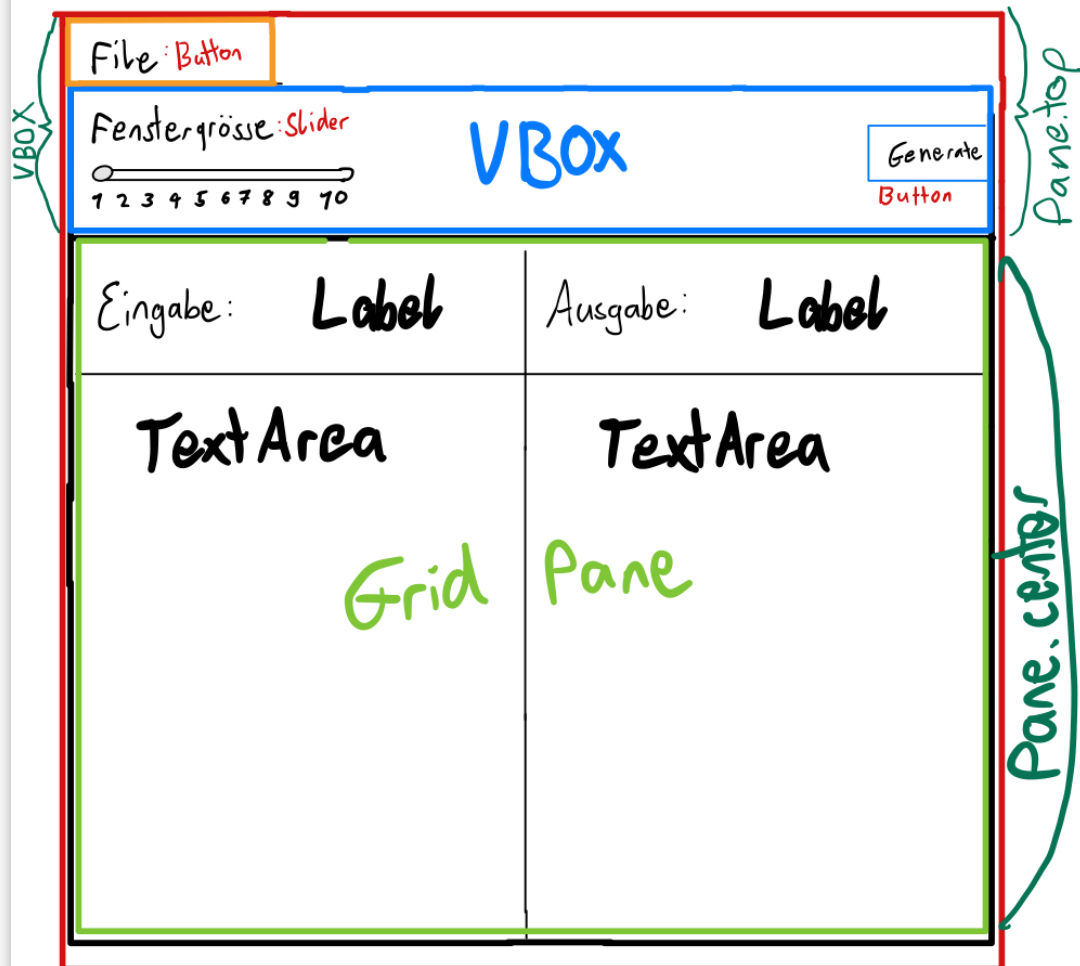 File: Button
VBOX
Pane.top
Fenstergrösse: Slider
VBOX
Generate
1 2 3 4 5 6 7 8 9 10
Button
Eingabe: Label
Ausgabe: Label
TextArea
TextArea
Grid Pane
Pane.center